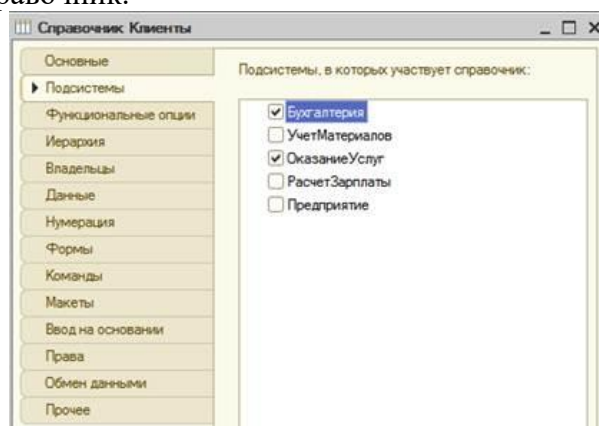 равочник.
Справочник Клиенты
Основные
Подсистемы
Функциональные опции
Иерархия
Владельцы
Данные
Нумерация
Формы
Команды
Макеты
Ввод на основании
Права
Обмен данными
Прочее
Подсистемы, в которых участвует справочник:
Бухгалтерия
УчетМатериалов
ОказаниеУслуг
РасчетЗарплаты
Предприятие